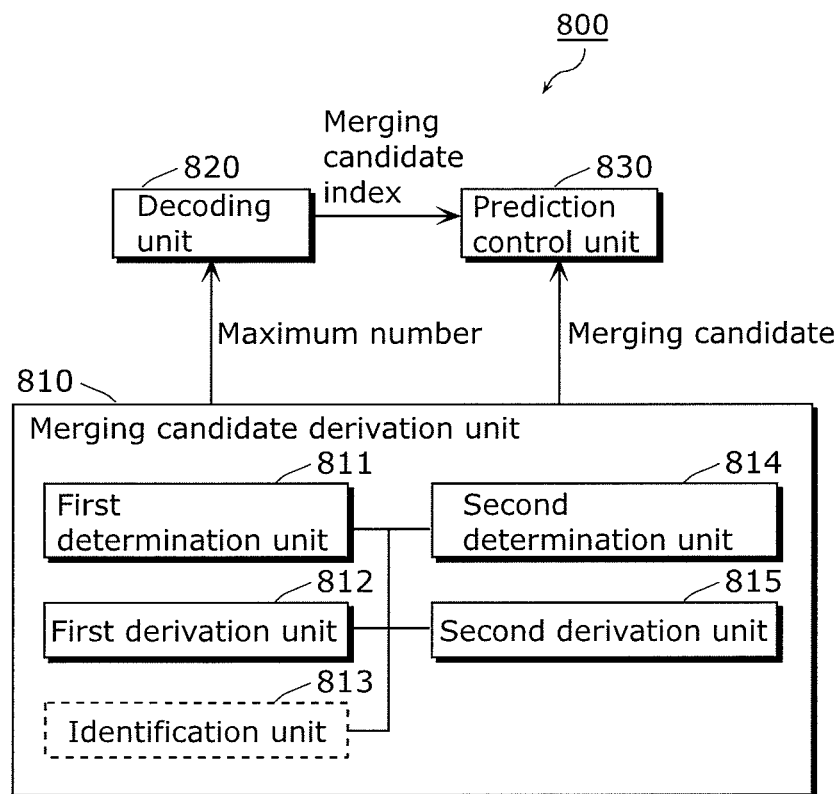 800
Merging
candidate
index
820
830
Decoding
unit
Prediction
control unit
Maximum number
Merging candidate
810
Merging candidate derivation unit
811
814
First
determination unit
Second
determination unit
812
815
First derivation unit
Second derivation unit
813
Identification unit